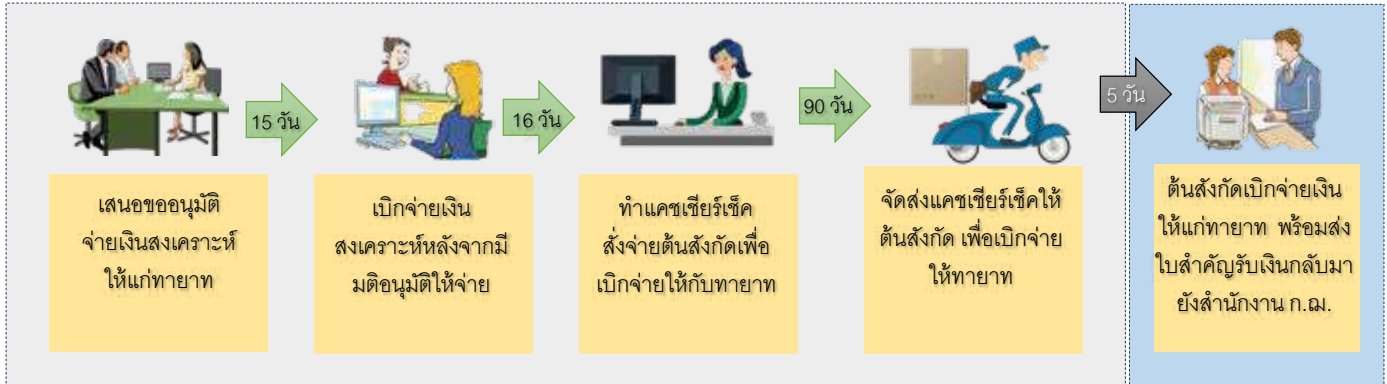 15 วัน
16 วัน
90 วัน
5 วัน
เสนอขออนุมัติ
จ่ายเงินสงเคราะห์
ให้แก่ทายาท
เบิกจ่ายเงิน
สงเคราะห์หลังจากมี
มติอนุมัติให้จ่าย
ทำแคชเชียร์เช็ค
สั่งจ่ายต้นสังกัดเพื่อ
เบิกจ่ายให้กับทายาท
จัดส่งแคชเชียร์เช็คให้
ต้นสังกัด เพื่อเบิกจ่าย
ให้ทายาท
ต้นสังกัดเบิกจ่ายเงิน
ให้แก่ทายาท พร้อมส่ง
ใบสำคัญรับเงินกลับมา
ยังสำนักงาน ก.ฌ.